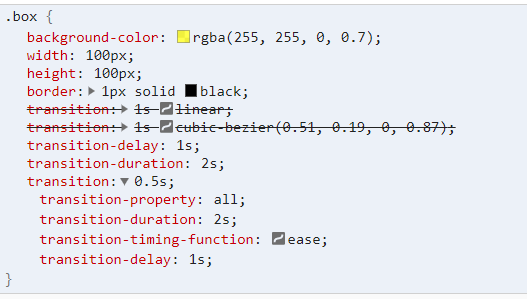 .box {
background-color: rgba(255, 255, 0, 0.7);
width: 100px;
height: 100px;
border: 1px solid black;
transition: 1s linear;
transition: 1s cubic-bezier(0.51, 0.19, 0, 0.87);
transition-delay: 1s;
transition-duration: 2s;
transition: 0.5s;
transition-property: all;
transition-duration: 2s;
transition-timing-function: ease;
transition-delay: 1s;
}